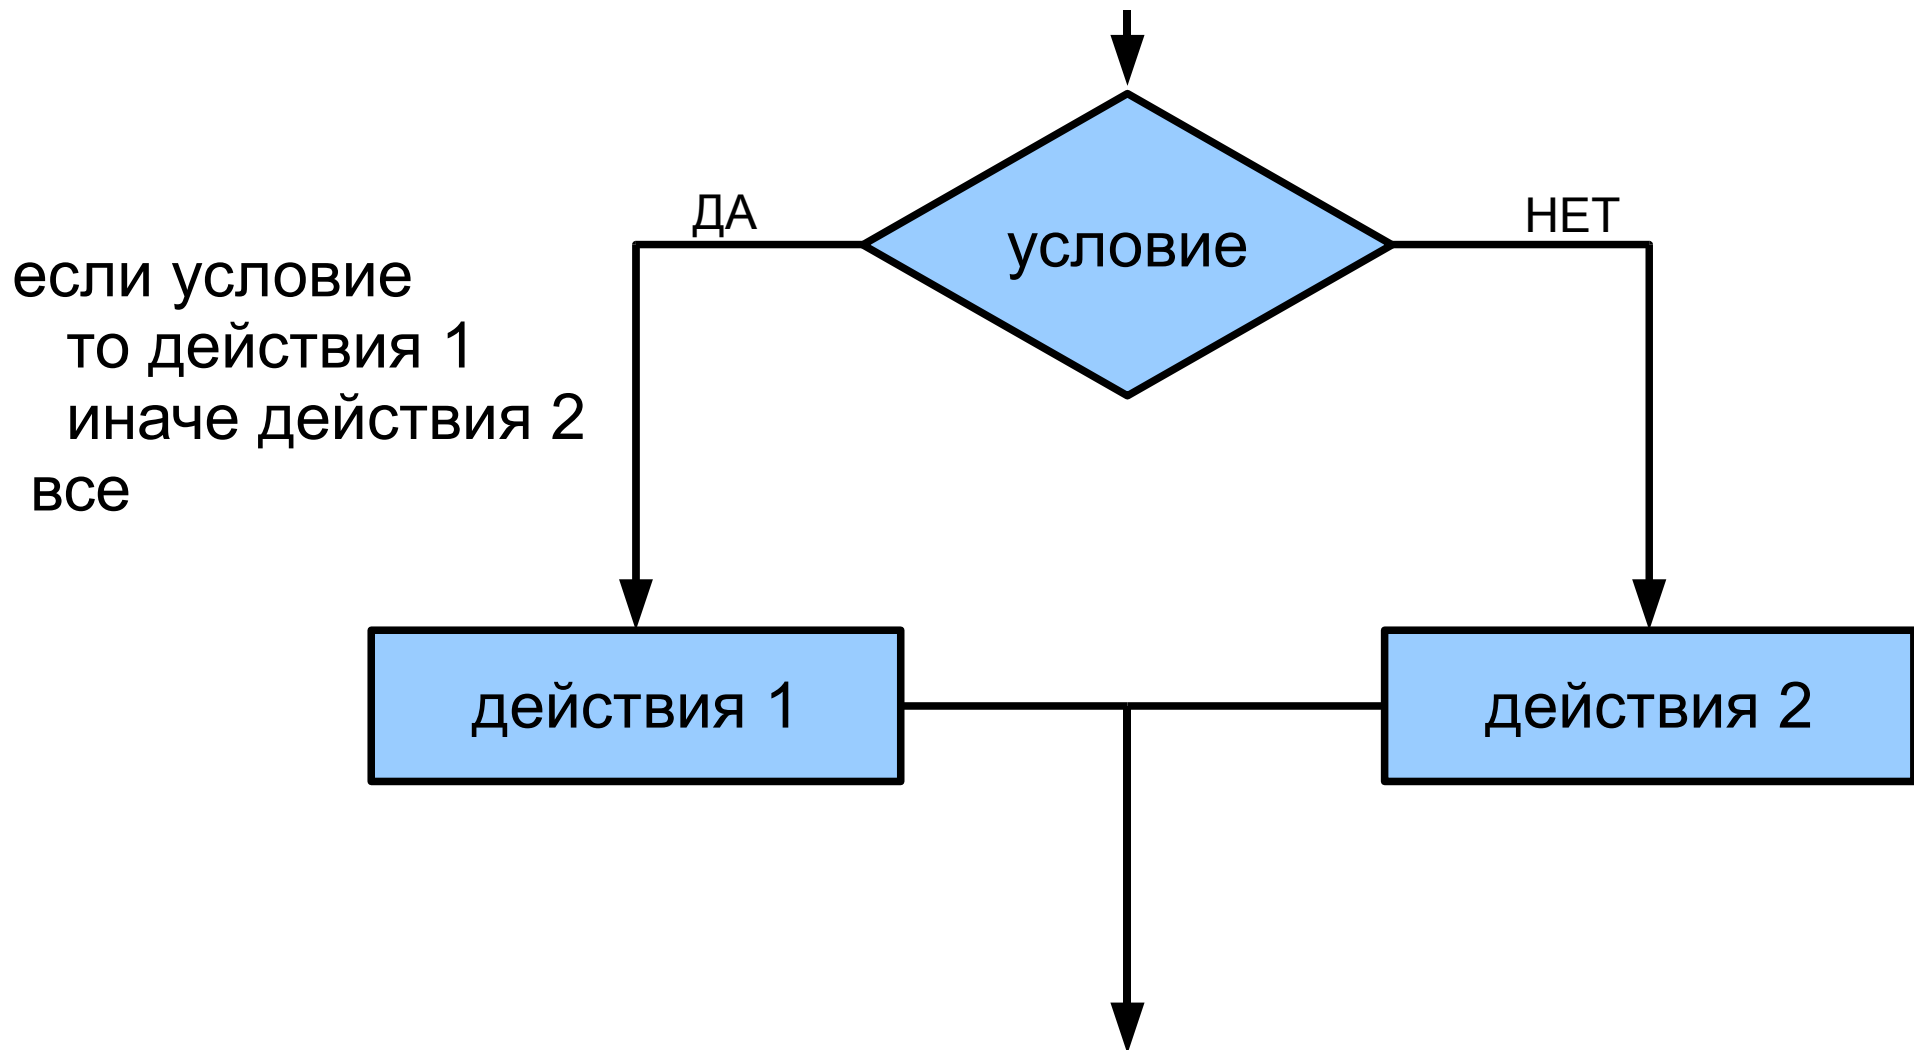 если условие
то действия 1
иначе действия 2
все
условие
ДА
НЕТ
действия 1
действия 2